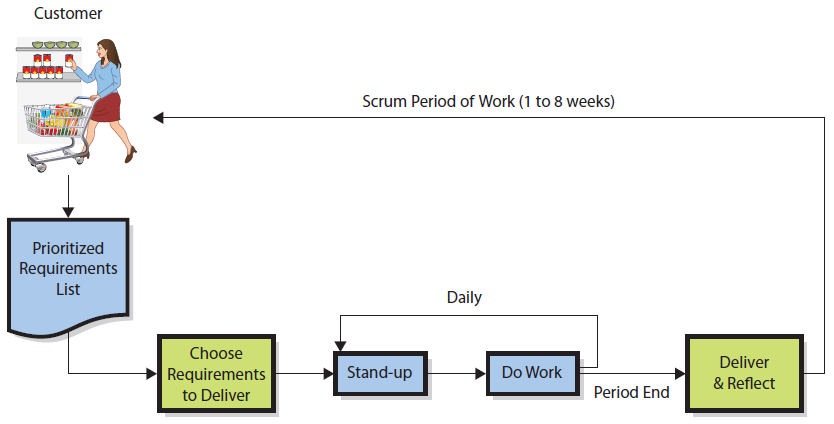 Customer
Scrum Period of Work (1 to 8 weeks)
Prioritized
Requirements
List
Daily
Choose
Requirements
to Deliver
Stand-up
Do Work
Period End
Deliver
& Reflect